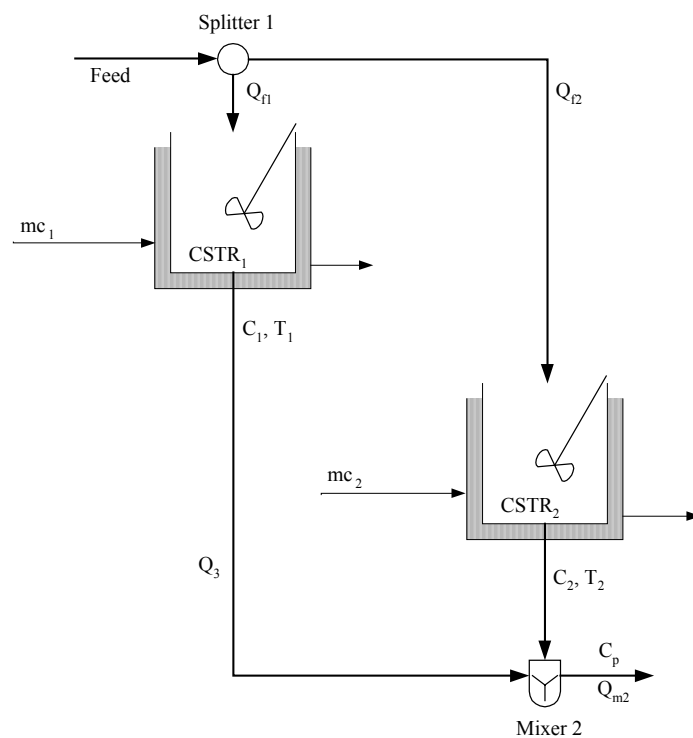 Splitter 1
Feed
Q_f1
Q_f2
mc_1
CSTR_1
C_1, T_1
mc_2
CSTR_2
Q_3
C_2, T_2
C_p
Q_m2
Mixer 2